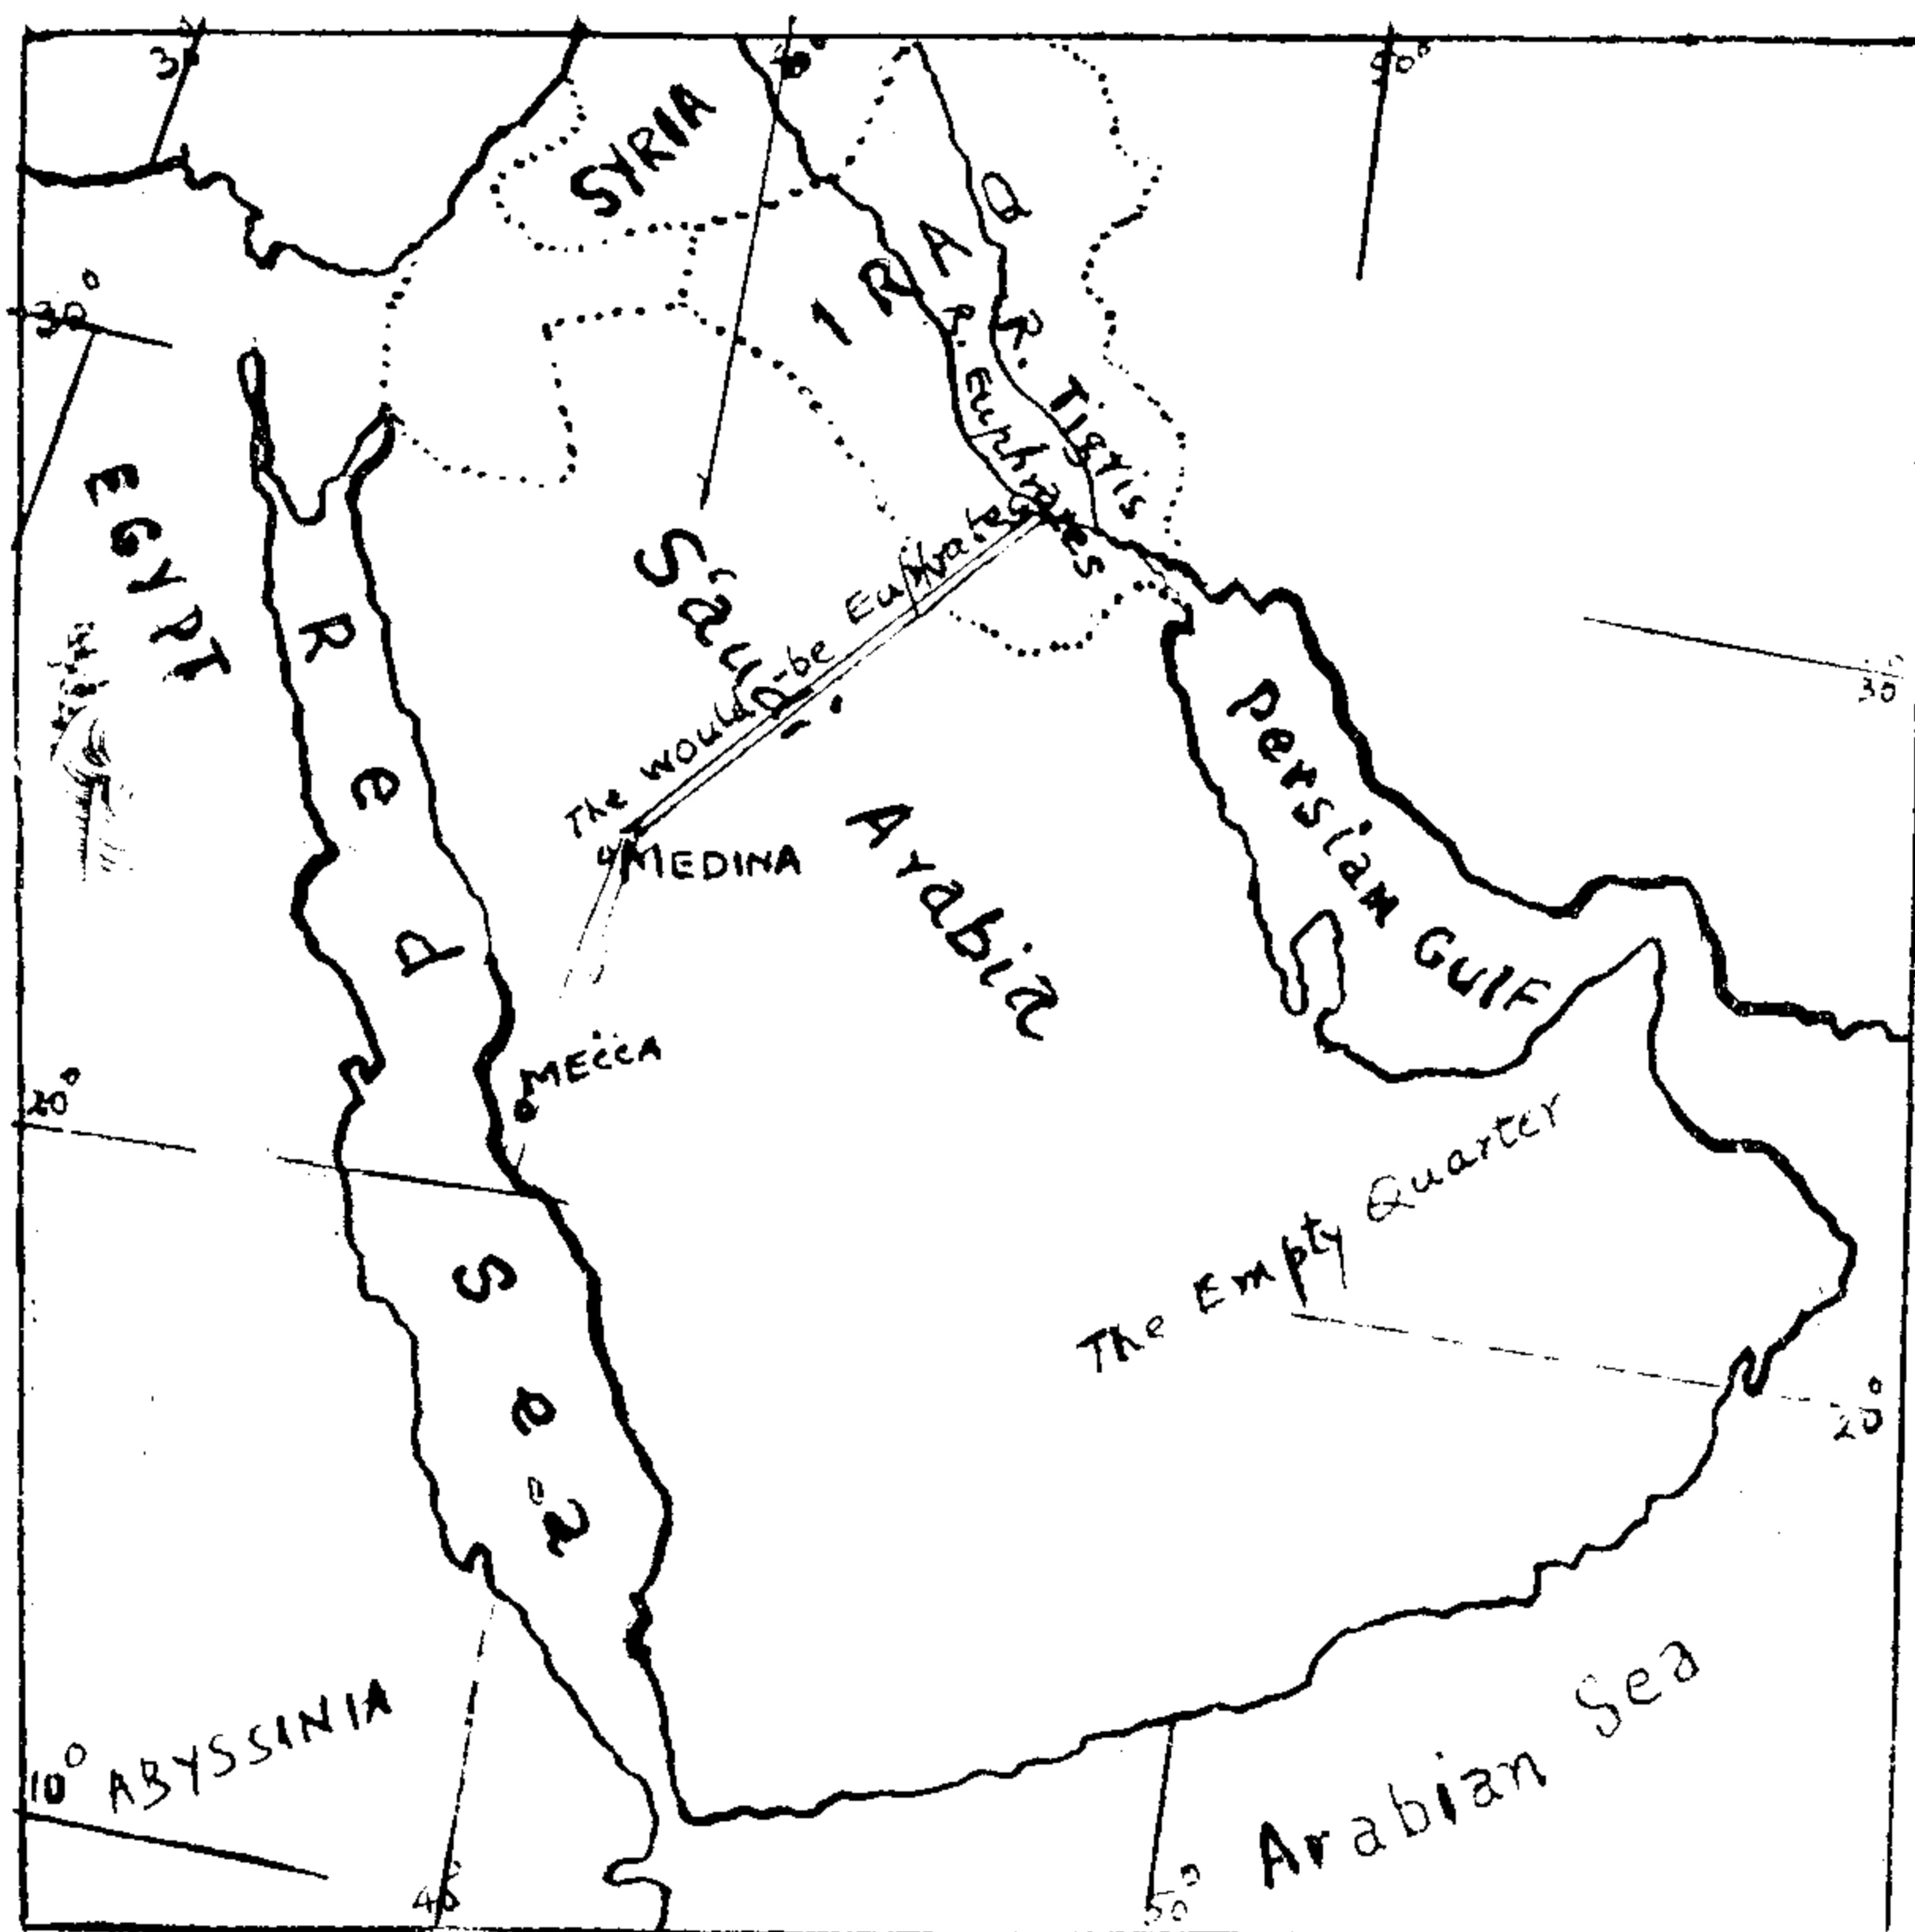 50°
SYRIA
30°
IRAQ
R. Tigris
R. Euphrates
EGYPT
Saudi
Arabia
The would-be Euphrates
Red
Sea
Persian GUlF
30
MEDINA
MECCA
20°
The Empty Quarter
20°
ABYSSINIA
10°
Arabian Sea
40°
50°